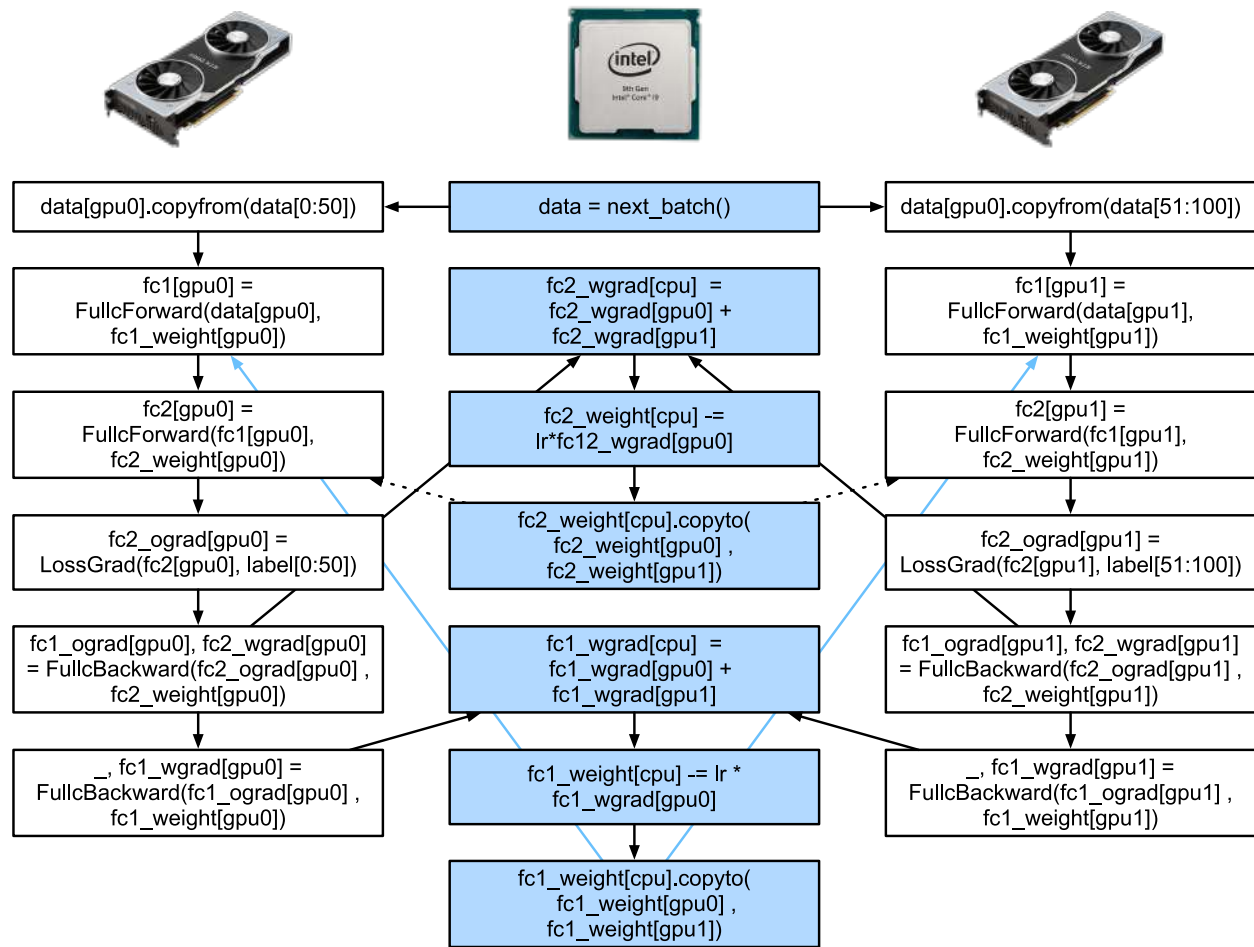 intel
9th Gen
Intel® Core™ i9
data[gpu0].copyfrom(data[0:50])
data = next_batch()
data[gpu0].copyfrom(data[51:100])
fc1[gpu0] =
FullcForward(data[gpu0],
fc1_weight[gpu0])
fc2_wgrad[cpu]  =
fc2_wgrad[gpu0] +
fc2_wgrad[gpu1]
fc1[gpu1] =
FullcForward(data[gpu1],
fc1_weight[gpu1])
fc2[gpu0] =
FullcForward(fc1[gpu0],
fc2_weight[gpu0])
fc2_weight[cpu] -=
lr*fc12_wgrad[gpu0]
fc2[gpu1] =
FullcForward(fc1[gpu1],
fc2_weight[gpu1])
fc2_ograd[gpu0] =
LossGrad(fc2[gpu0], label[0:50])
fc2_weight[cpu].copyto(
fc2_weight[gpu0] ,
fc2_weight[gpu1])
fc2_ograd[gpu1] =
LossGrad(fc2[gpu1], label[51:100])
fc1_ograd[gpu0], fc2_wgrad[gpu0]
= FullcBackward(fc2_ograd[gpu0] ,
fc2_weight[gpu0])
fc1_wgrad[cpu]  =
fc1_wgrad[gpu0] +
fc1_wgrad[gpu1]
fc1_ograd[gpu1], fc2_wgrad[gpu1]
= FullcBackward(fc2_ograd[gpu1] ,
fc2_weight[gpu1])
_, fc1_wgrad[gpu0] =
FullcBackward(fc1_ograd[gpu0] ,
fc1_weight[gpu0])
fc1_weight[cpu] -= lr *
fc1_wgrad[gpu0]
_, fc1_wgrad[gpu1] =
FullcBackward(fc1_ograd[gpu1] ,
fc1_weight[gpu1])
fc1_weight[cpu].copyto(
fc1_weight[gpu0] ,
fc1_weight[gpu1])